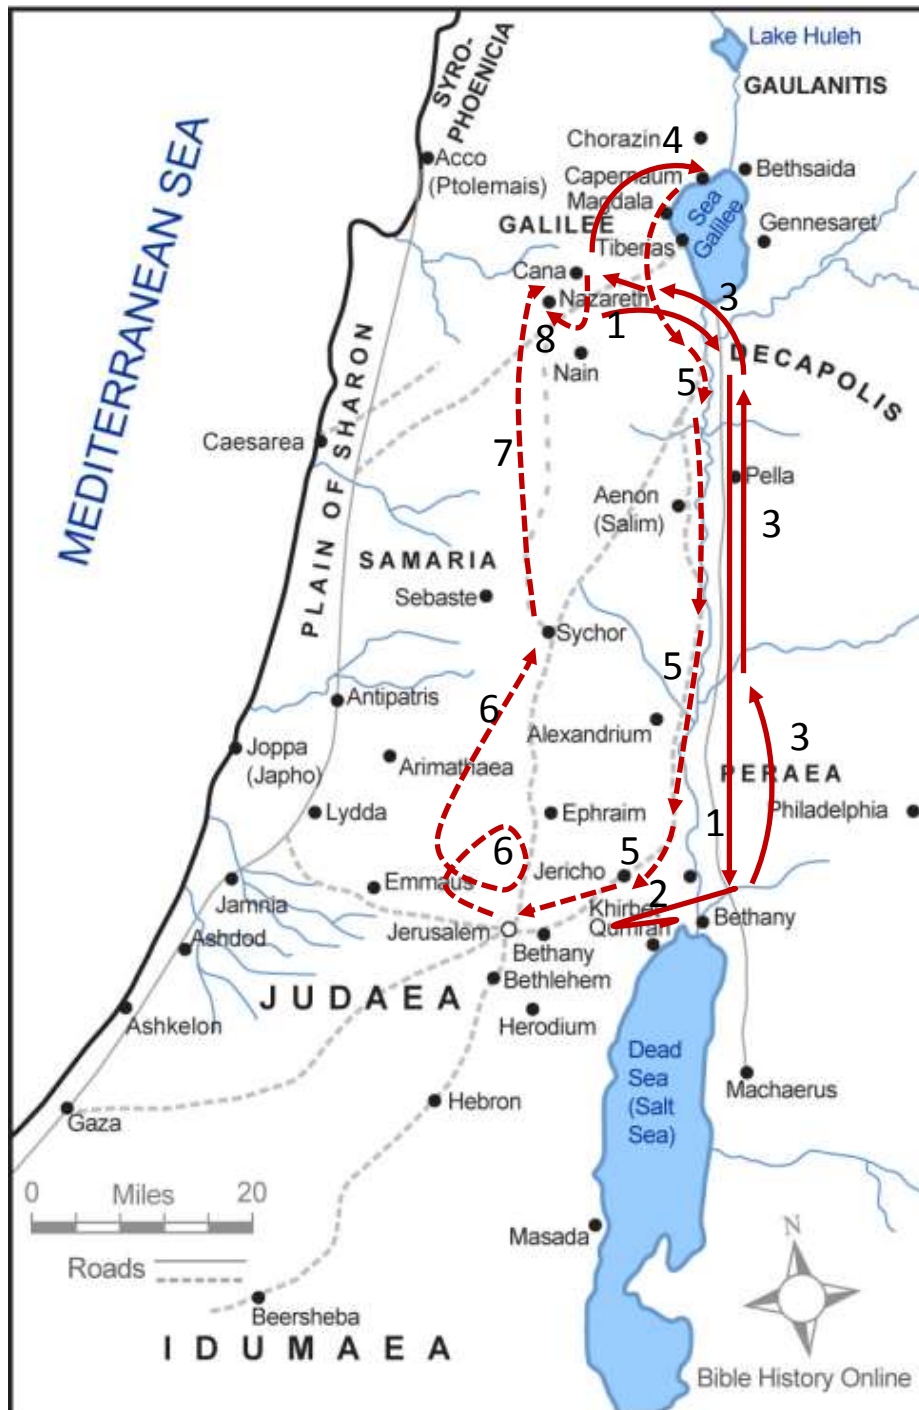 Lake Huleh
SYRO-
PHOENICIA
GAULANITIS
MEDITERRANEAN SEA
Chorazin
4
Acco
(Ptolemais)
Capernaum
Bethsaida
Magdala
Sea
Galilee
GALILEE
Gennesaret
Tiberias
Cana
Nazareth
3
1
8
Nain
DECAPOLIS
5
PLAIN OF SHARON
Caesarea
7
Pella
Aenon
(Salim)
3
SAMARIA
Sebaste
Sychor
5
Antipatris
6
Alexandrium
3
Joppa
(Japho)
Arimathaea
PERAEA
Lydda
Ephraim
1
Philadelphia
6
5
Jericho
Emmaus
2
Jamnia
Khirbet
Qumran
Bethany
Jerusalem
Ashdod
Bethany
Bethlehem
JUDAEA
Herodium
Ashkelon
Dead
Sea
(Salt
Sea)
Machaerus
Hebron
Gaza
0 Miles 20
Masada
Roads
N
Beersheba
IDUMAEA
Bible History Online